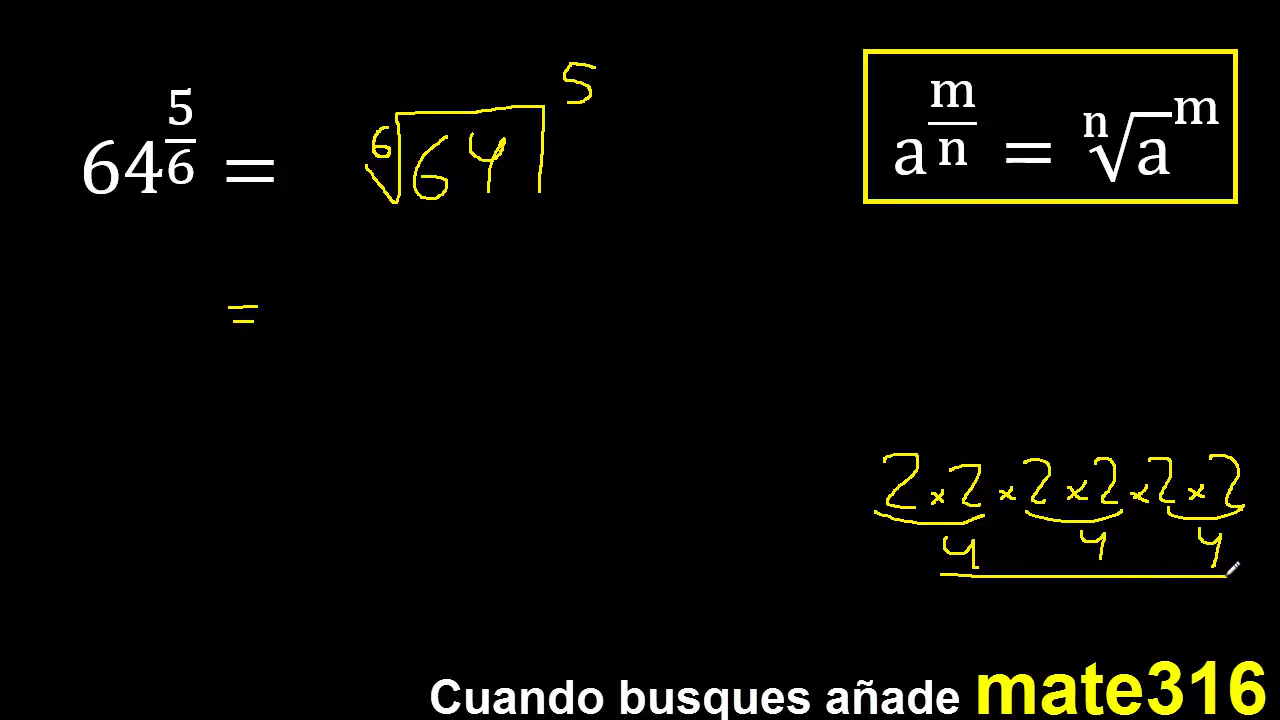 64^(5/6) = ⁶√64 ⁵
a^(m/n) = ⁿ√a ᵐ
=
2 × 2 × 2 × 2 × 2 × 2
4 4 4
Cuando busques añade mate316